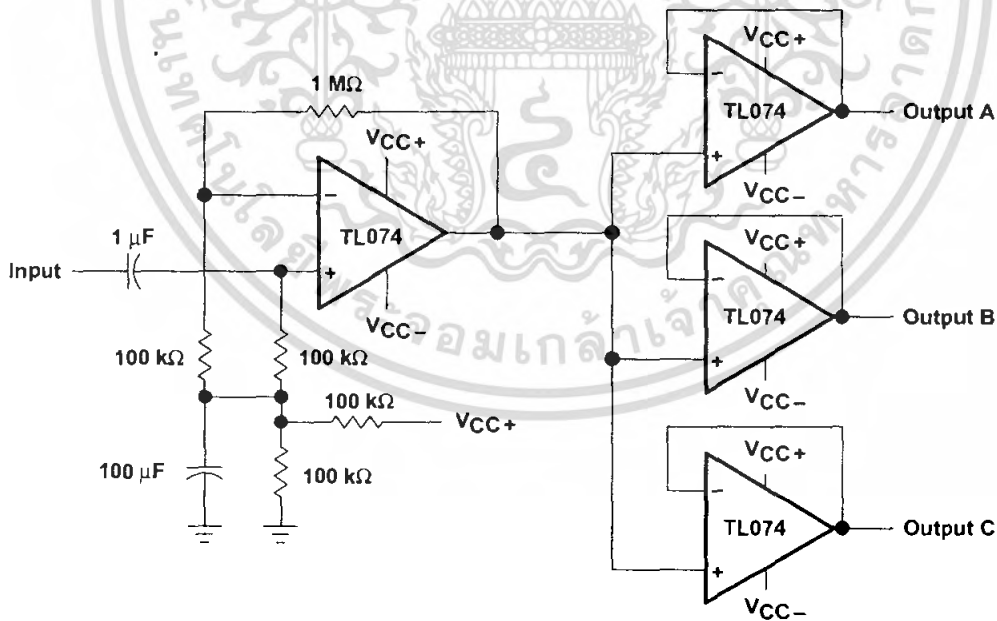 1 MΩ
VCC+
TL074
VCC−
1 μF
Input
100 kΩ
100 kΩ
100 kΩ
VCC+
100 μF
100 kΩ
VCC+
TL074
VCC−
Output A
VCC+
TL074
VCC−
Output B
VCC+
TL074
VCC−
Output C